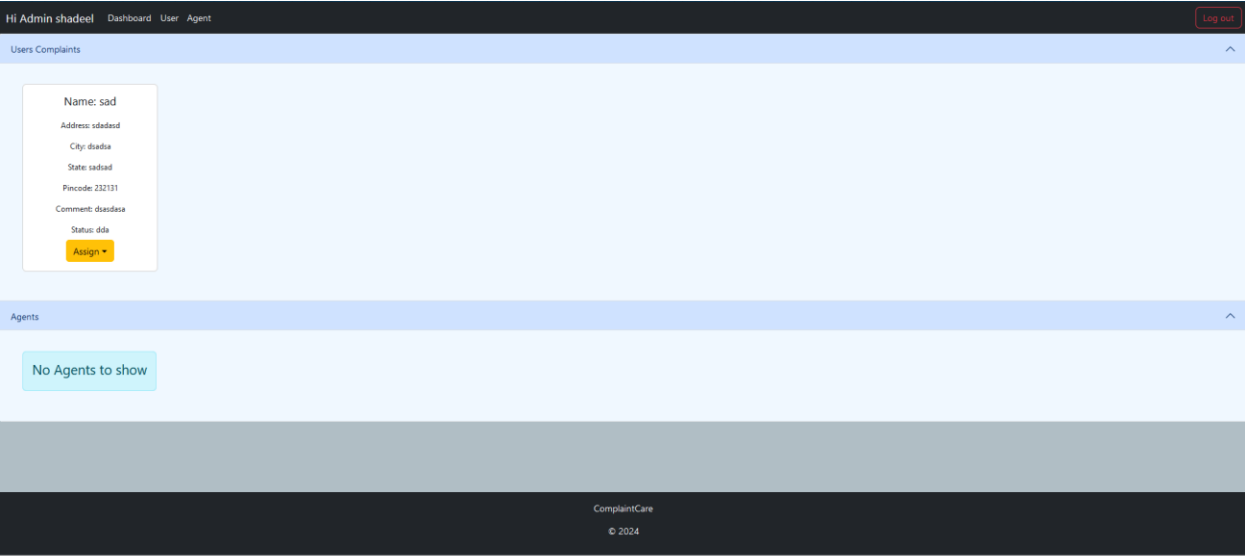 Hi Admin shadeel Dashboard User Agent Log out
Users Complaints
Name: sad
Address: sdadasd
City: dsadsa
State: sadsad
Pincode: 232131
Comment: dsasdasa
Status: dda
Assign
Agents
No Agents to show
ComplaintCare
© 2024